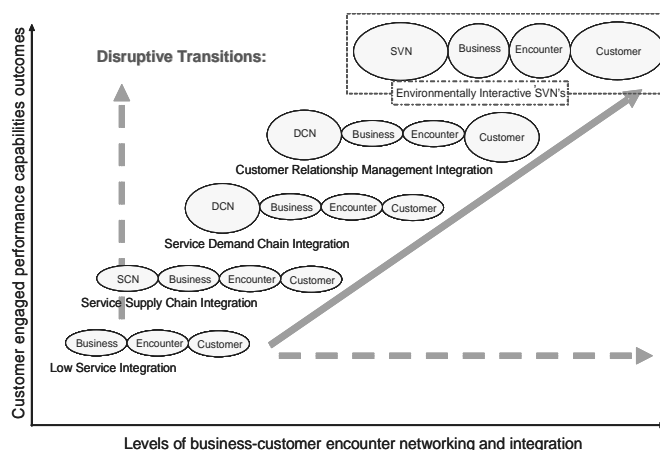 Customer engaged performance capabilities outcomes
Disruptive Transitions:
SVN Business Encounter Customer
Environmentally Interactive SVN's
DCN Business Encounter Customer
Customer Relationship Management Integration
DCN Business Encounter Customer
Service Demand Chain Integration
SCN Business Encounter Customer
Service Supply Chain Integration
Business Encounter Customer
Low Service Integration
Levels of business-customer encounter networking and integration